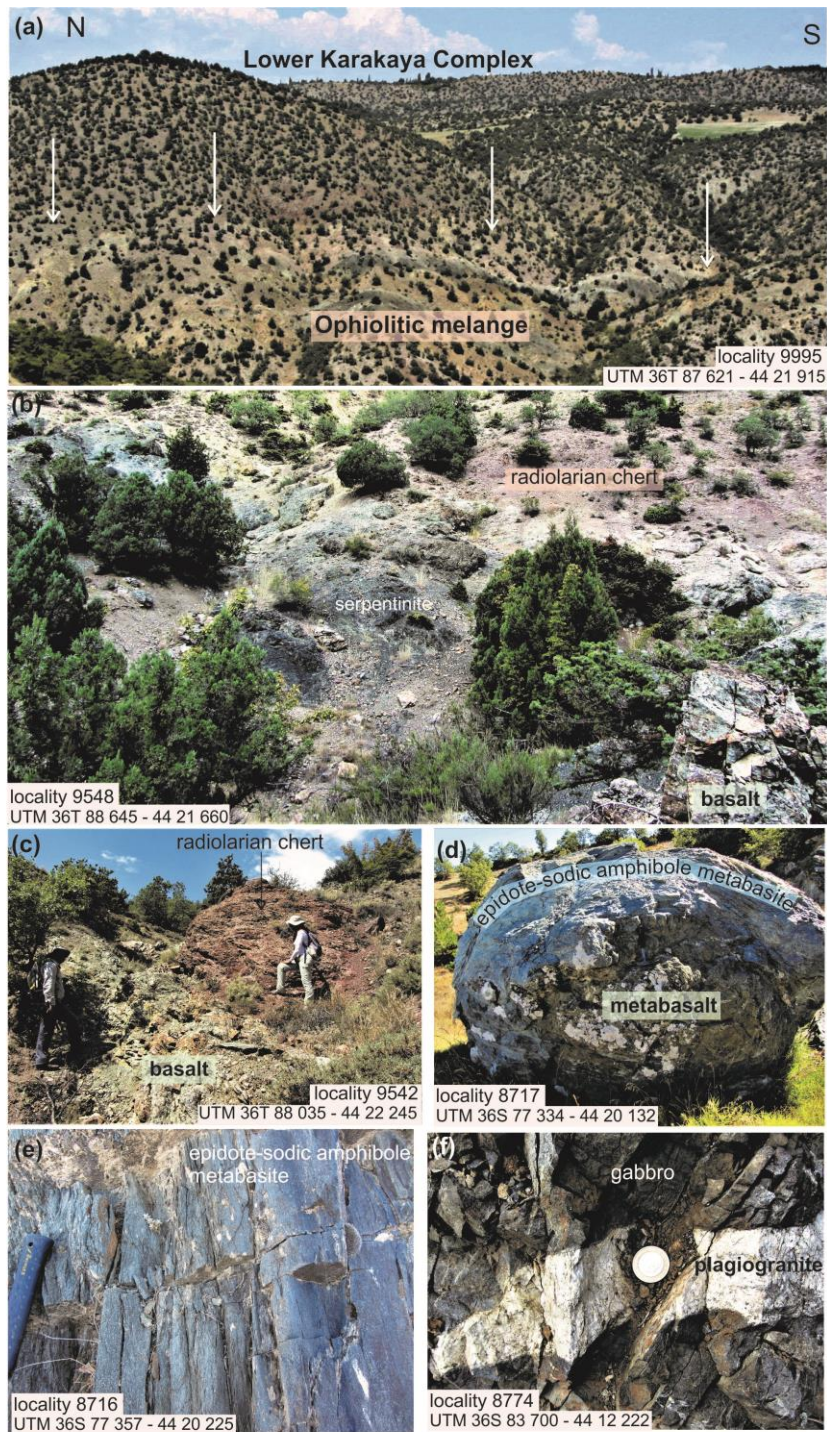 (a) N S
Lower Karakaya Complex
Ophiolitic melange
locality 9995
UTM 36T 87 621 - 44 21 915
(b)
radiolarian chert
serpentinite
basalt
locality 9548
UTM 36T 88 645 - 44 21 660
(c)
radiolarian chert
basalt
locality 9542
UTM 36T 88 035 - 44 22 245
(d)
epidote-sodic amphibole metabasite
metabasalt
locality 8717
UTM 36S 77 334 - 44 20 132
(e)
epidote-sodic amphibole
metabasite
locality 8716
UTM 36S 77 357 - 44 20 225
(f)
gabbro
plagiogranite
locality 8774
UTM 36S 83 700 - 44 12 222